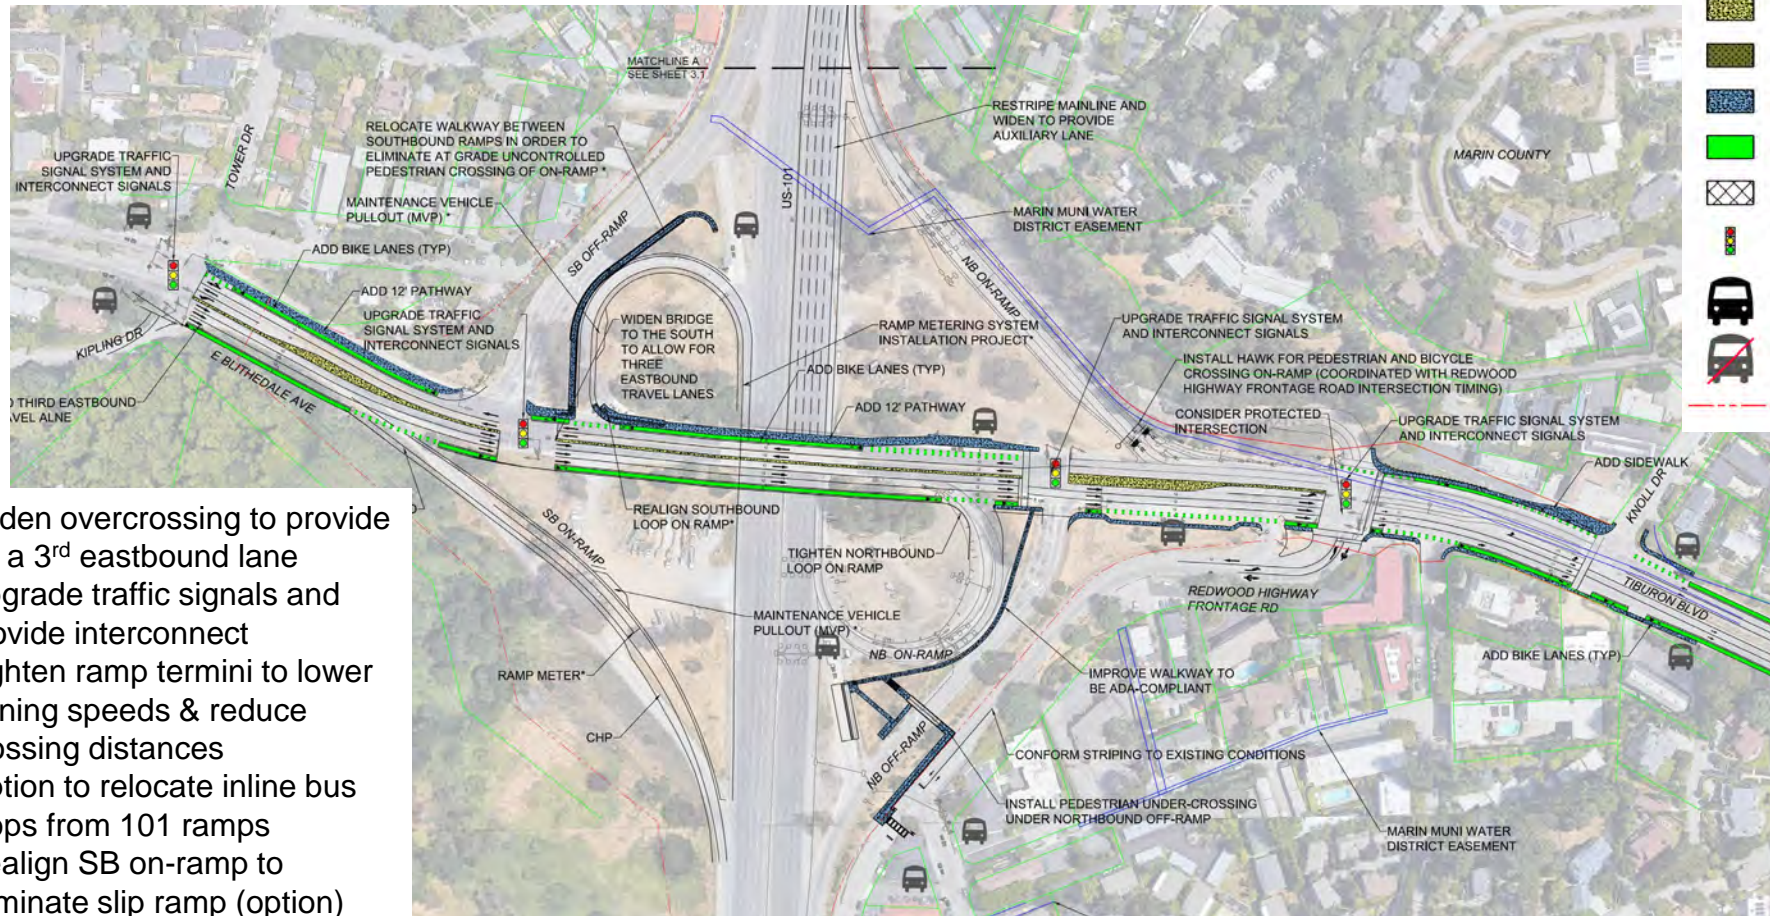 MATCHLINE A
SEE SHEET 3.1
RESTRIPE MAINLINE AND
WIDEN TO PROVIDE
AUXILIARY LANE
RELOCATE WALKWAY BETWEEN
SOUTHBOUND RAMPS IN ORDER TO
ELIMINATE AT GRADE UNCONTROLLED
PEDESTRIAN CROSSING OF ON-RAMP *
TOWER DR
UPGRADE TRAFFIC
SIGNAL SYSTEM AND
INTERCONNECT SIGNALS
MARIN COUNTY
US-101
MAINTENANCE VEHICLE
PULLOUT (MVP) *
SB OFF-RAMP
MARIN MUNI WATER
DISTRICT EASEMENT
ADD BIKE LANES (TYP)
NB ON-RAMP
ADD 12' PATHWAY
UPGRADE TRAFFIC
SIGNAL SYSTEM AND
INTERCONNECT SIGNALS
WIDEN BRIDGE
TO THE SOUTH
TO ALLOW FOR
THREE
EASTBOUND
TRAVEL LANES
RAMP METERING SYSTEM
INSTALLATION PROJECT*
UPGRADE TRAFFIC SIGNAL SYSTEM
AND INTERCONNECT SIGNALS
KIPLING DR
E BLITHEDALE AVE
ADD BIKE LANES (TYP)
INSTALL HAWK FOR PEDESTRIAN AND BICYCLE
CROSSING ON-RAMP (COORDINATED WITH REDWOOD
HIGHWAY FRONTAGE ROAD INTERSECTION TIMING)
THIRD EASTBOUND
AVEL ALNE
ADD 12' PATHWAY
CONSIDER PROTECTED
INTERSECTION
UPGRADE TRAFFIC SIGNAL SYSTEM
AND INTERCONNECT SIGNALS
ADD SIDEWALK
KNOLL DR
REALIGN SOUTHBOUND
LOOP ON RAMP*
SB ON-RAMP
TIGHTEN NORTHBOUND
LOOP ON RAMP
REDWOOD HIGHWAY
FRONTAGE RD
TIBURON BLVD
MAINTENANCE VEHICLE
PULLOUT (MVP) *
NB ON-RAMP
ADD BIKE LANES (TYP)
RAMP METER*
IMPROVE WALKWAY TO
BE ADA-COMPLIANT
CHP
NB OFF-RAMP
CONFORM STRIPING TO EXISTING CONDITIONS
INSTALL PEDESTRIAN UNDER-CROSSING
UNDER NORTHBOUND OFF-RAMP
MARIN MUNI WATER
DISTRICT EASEMENT
den overcrossing to provide
a 3rd eastbound lane
grade traffic signals and
ovide interconnect
ghten ramp termini to lower
ning speeds & reduce
ossing distances
tion to relocate inline bus
ops from 101 ramps
align SB on-ramp to
minate slip ramp (option)